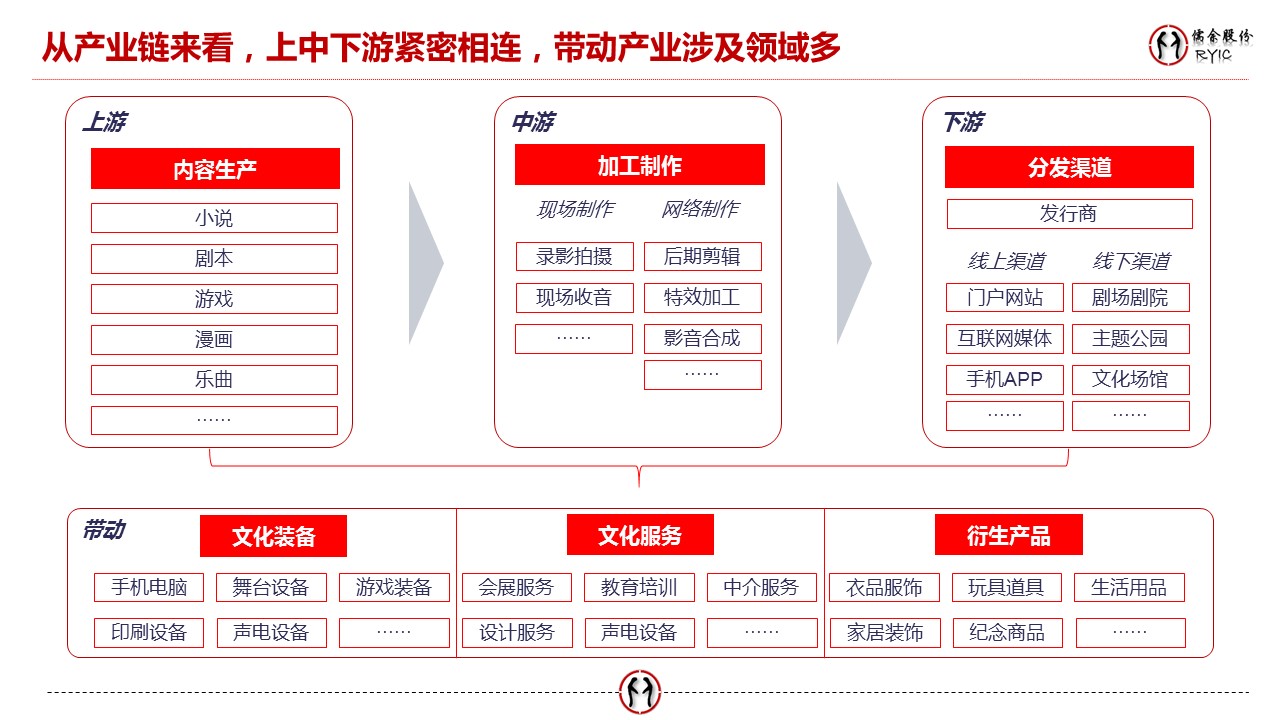 从产业链来看，上中下游紧密相连，带动产业涉及领域多
儒佥股份
RYIC
上游
内容生产
小说
剧本
游戏
漫画
乐曲
……
中游
加工制作
现场制作 网络制作
录影拍摄 后期剪辑
现场收音 特效加工
…… 影音合成
……
下游
分发渠道
发行商
线上渠道 线下渠道
门户网站 剧场剧院
互联网媒体 主题公园
手机APP 文化场馆
…… ……
带动
文化装备
手机电脑 舞台设备 游戏装备
印刷设备 声电设备 ……
文化服务
会展服务 教育培训 中介服务
设计服务 声电设备 ……
衍生产品
衣品服饰 玩具道具 生活用品
家居装饰 纪念商品 ……